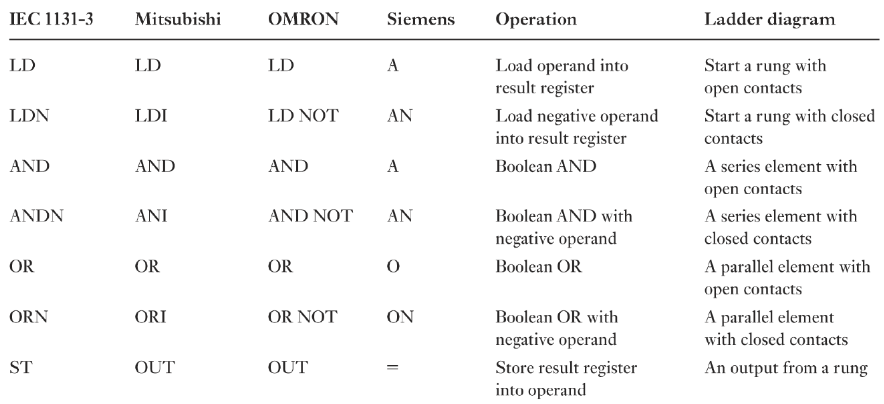 IEC 1131-3 Mitsubishi OMRON Siemens Operation Ladder diagram
LD LD LD A Load operand into Start a rung with
result register open contacts
LDN LDI LD NOT AN Load negative operand Start a rung with closed
into result register contacts
AND AND AND A Boolean AND A series element with
open contacts
ANDN ANI AND NOT AN Boolean AND with A series element with
negative operand closed contacts
OR OR OR O Boolean OR A parallel element with
open contacts
ORN ORI OR NOT ON Boolean OR with A parallel element
negative operand with closed contacts
ST OUT OUT = Store result register An output from a rung
into operand